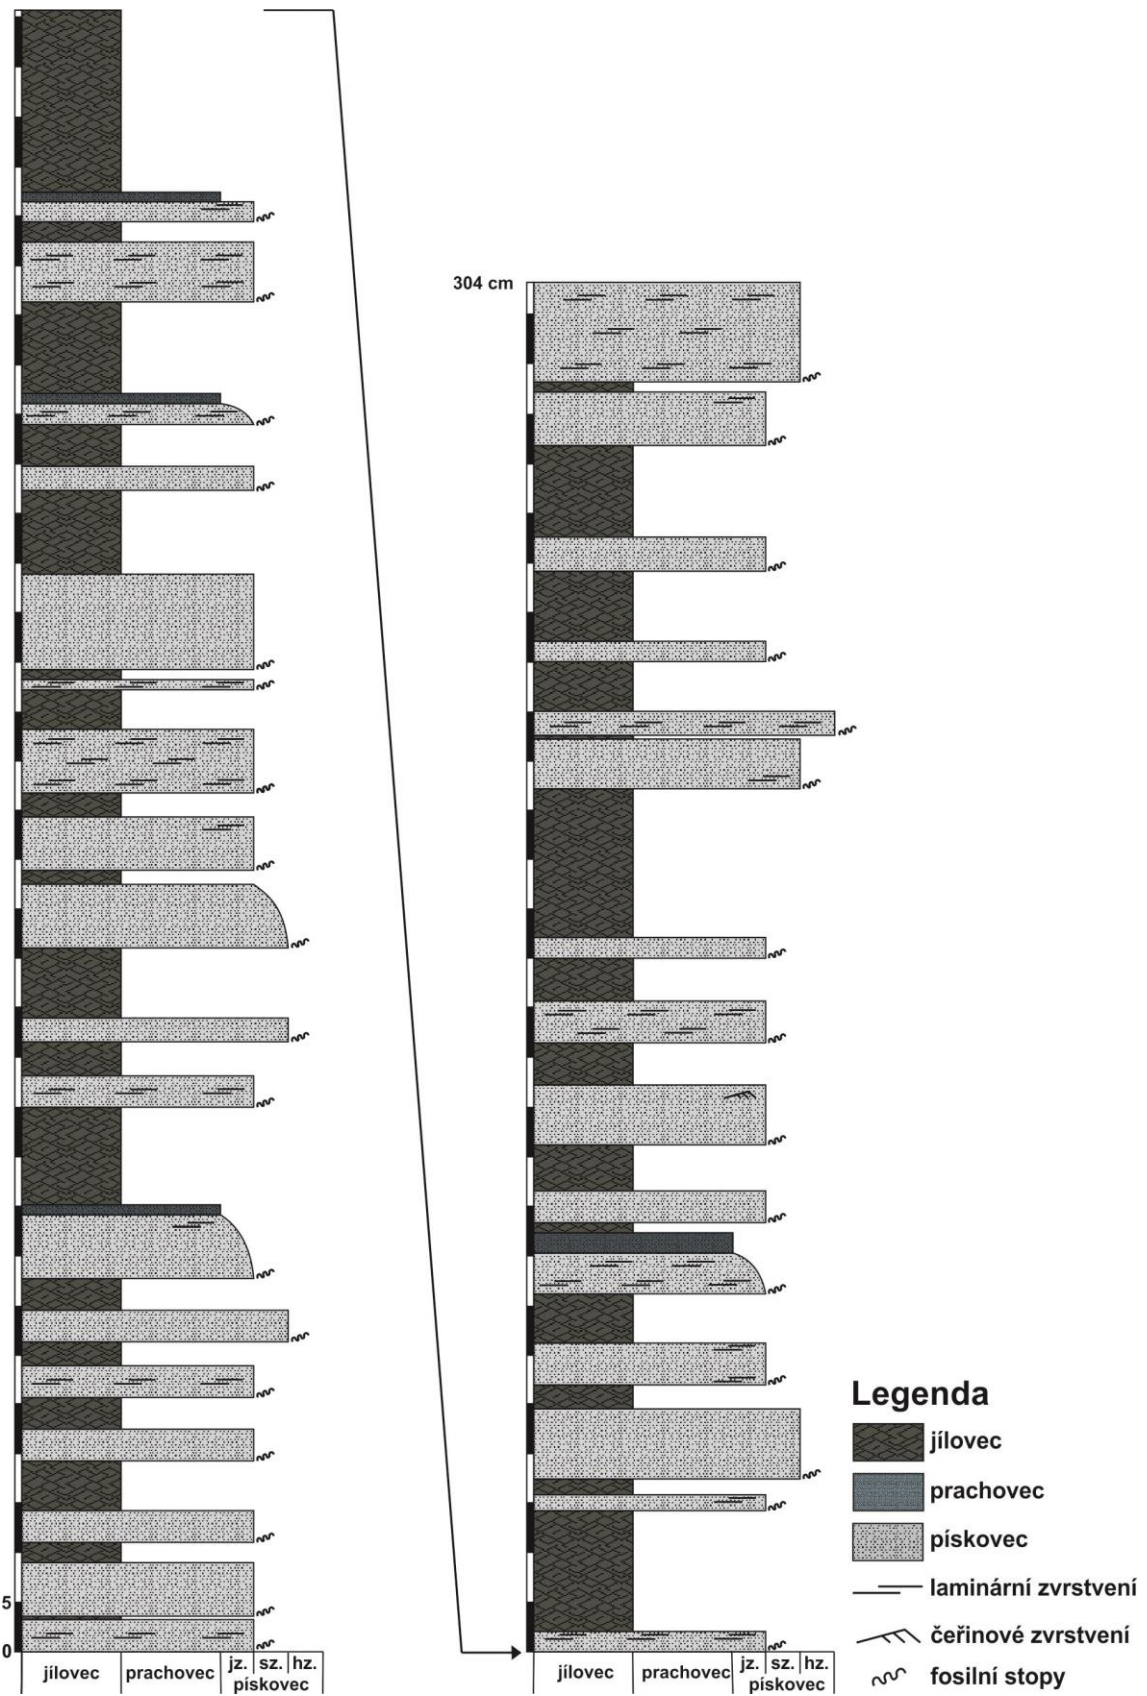 304 cm
5
0
jílovec
prachovec
jz.
sz.
hz.
pískovec
jílovec
prachovec
jz.
sz.
hz.
pískovec
Legenda
jílovec
prachovec
pískovec
laminární zvrstvení
čeřinové zvrstvení
fosilní stopy